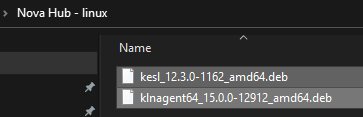 › Nova Hub - linux
Name
kesl_12.3.0-1162_amd64.deb
klnagent64_15.0.0-12912_amd64.deb